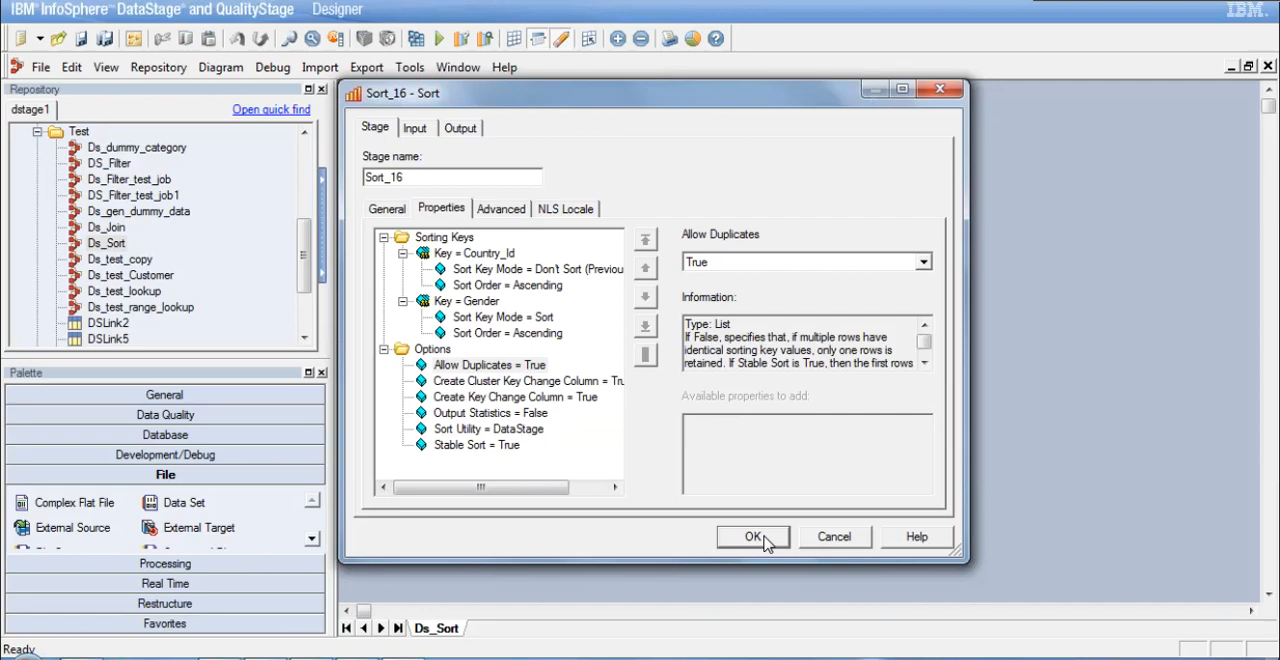 IBM® InfoSphere™ DataStage® and QualityStage Designer
IBM.
File Edit View Repository Diagram Debug Import Export Tools Window Help
Repository
dstage1
Open quick find
Test
Ds_dummy_category
DS_Filter
Ds_Filter_test_job
DS_Filter_test_job1
Ds_gen_dummy_data
Ds_Join
Ds_Sort
Ds_test_copy
Ds_test_Customer
Ds_test_lookup
Ds_test_range_lookup
DSLink2
DSLink5
Palette
General
Data Quality
Database
Development/Debug
File
Complex Flat File
Data Set
External Source
External Target
Processing
Real Time
Restructure
Favorites
Sort_16 - Sort
Stage Input Output
Stage name:
Sort_16
General Properties Advanced NLS Locale
Sorting Keys
Key = Country_Id
Sort Key Mode = Don't Sort (Previou
Sort Order = Ascending
Key = Gender
Sort Key Mode = Sort
Sort Order = Ascending
Options
Allow Duplicates = True
Create Cluster Key Change Column = Tru
Create Key Change Column = True
Output Statistics = False
Sort Utility = DataStage
Stable Sort = True
Allow Duplicates
True
Information:
Type: List
If False, specifies that, if multiple rows have
identical sorting key values, only one rows is
retained. If Stable Sort is True, then the first rows
Available properties to add:
OK Cancel Help
Ds_Sort
Ready